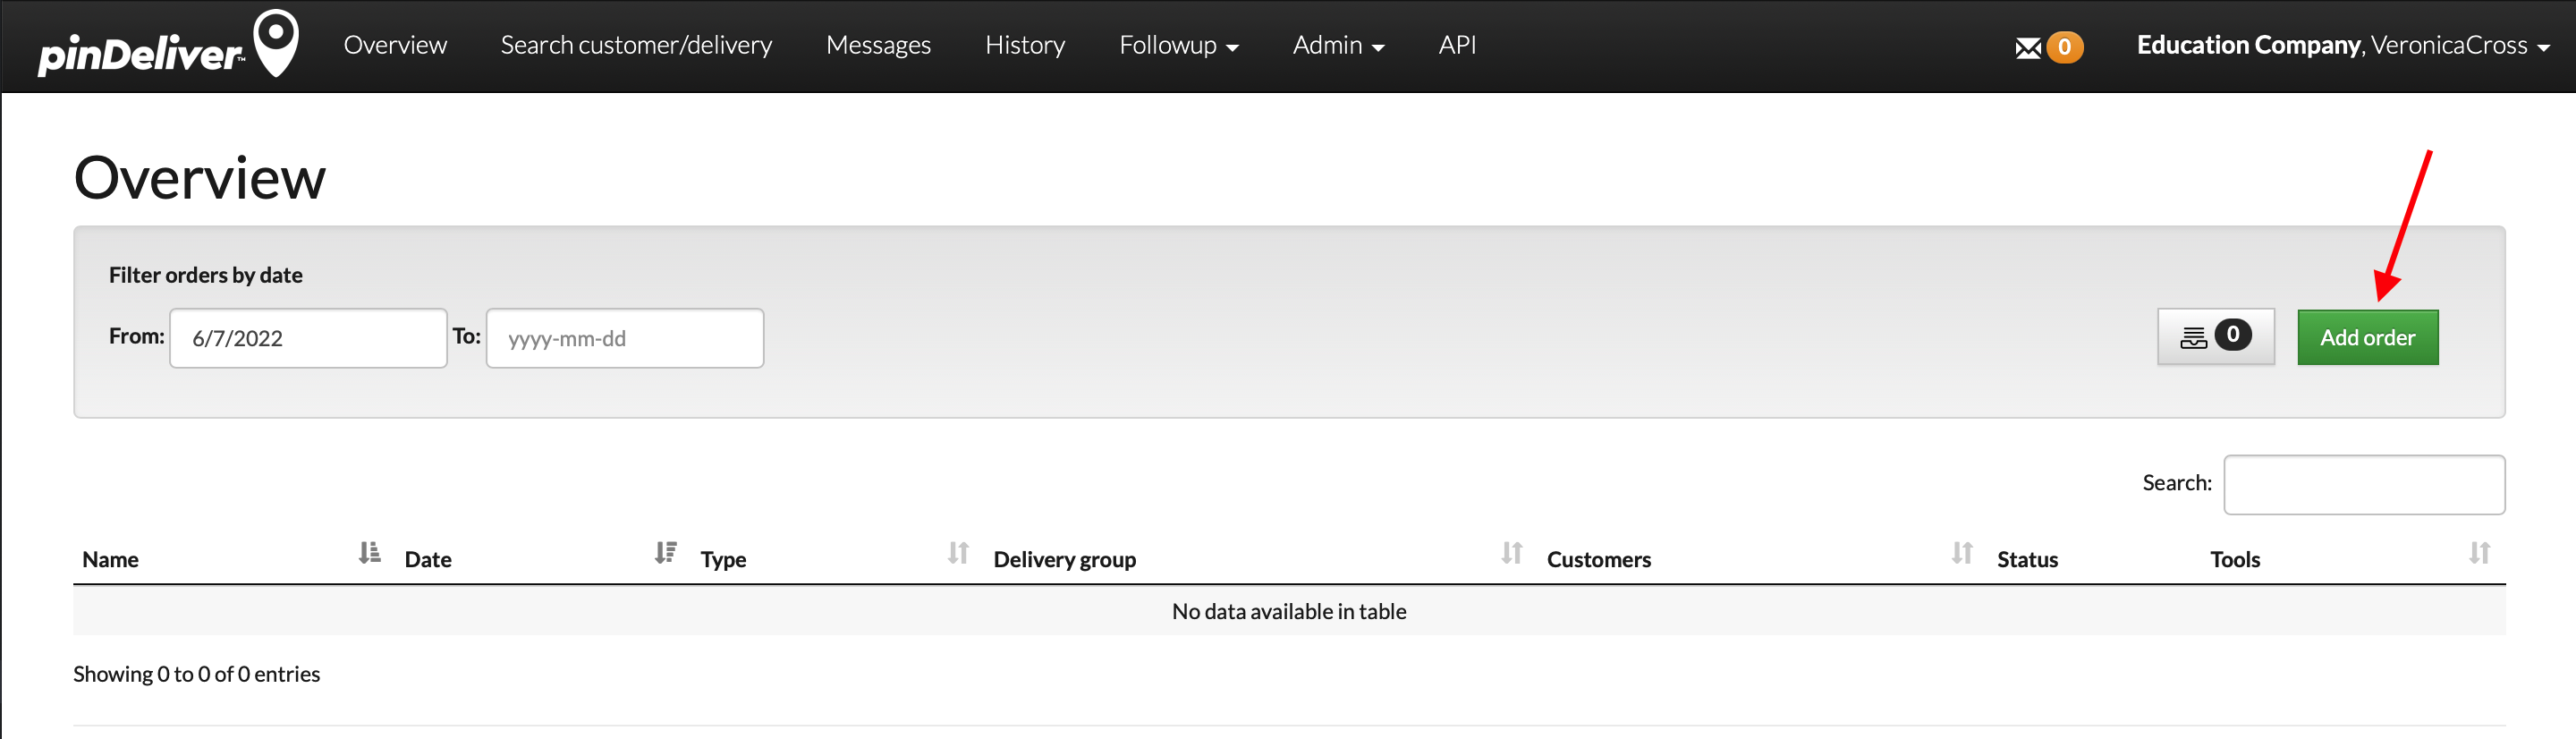 pinDeliver™ Overview Search customer/delivery Messages History Followup Admin API 0 Education Company, VeronicaCross
Overview
Filter orders by date
From: 6/7/2022 To: yyyy-mm-dd 0 Add order
Search:
Name Date Type Delivery group Customers Status Tools
No data available in table
Showing 0 to 0 of 0 entries